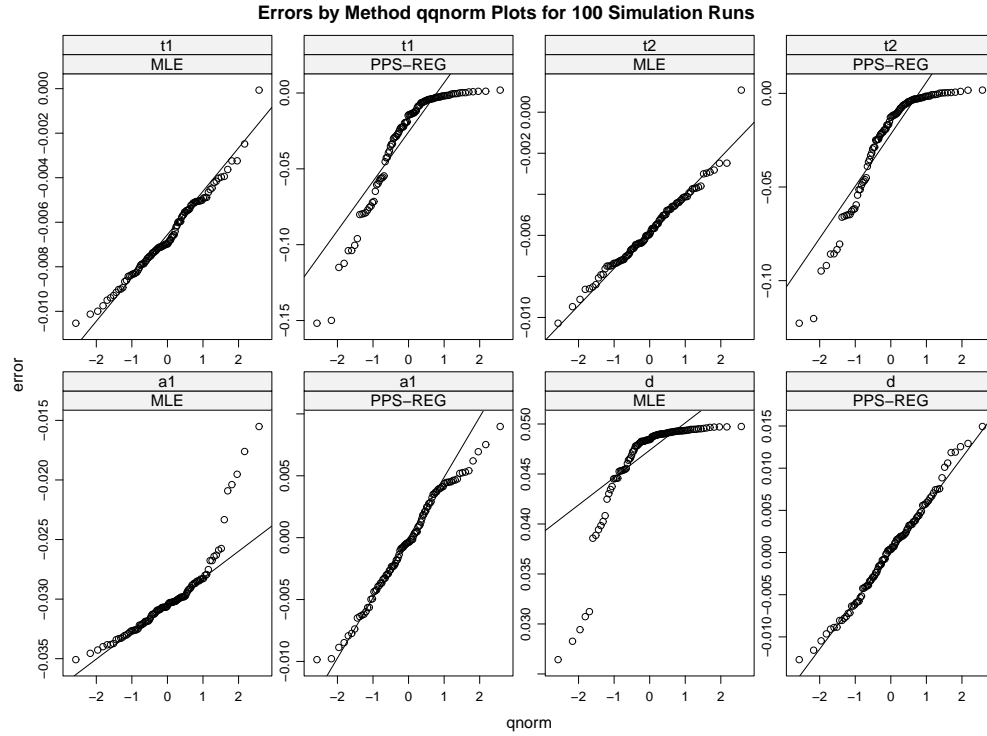 Errors by Method qqnorm Plots for 100 Simulation Runs
t1 t1 t2 t2
MLE PPS−REG MLE PPS−REG
0.000
−0.002
−0.004
−0.006
−0.008
−0.010
−2 −1 0 1 2
0.00
−0.05
−0.10
−0.15
−2 −1 0 1 2
0.000
−0.002
−0.006
−0.010
−2 −1 0 1 2
0.00
−0.05
−0.10
−2 −1 0 1 2
error
a1 a1 d d
MLE PPS−REG MLE PPS−REG
−0.015
−0.020
−0.025
−0.030
−0.035
−2 −1 0 1 2
0.005
0.000
−0.005
−0.010
−2 −1 0 1 2
0.050
0.045
0.040
0.035
0.030
−2 −1 0 1 2
0.015
0.010
0.005
0.000
−0.005
−0.010
−2 −1 0 1 2
qnorm